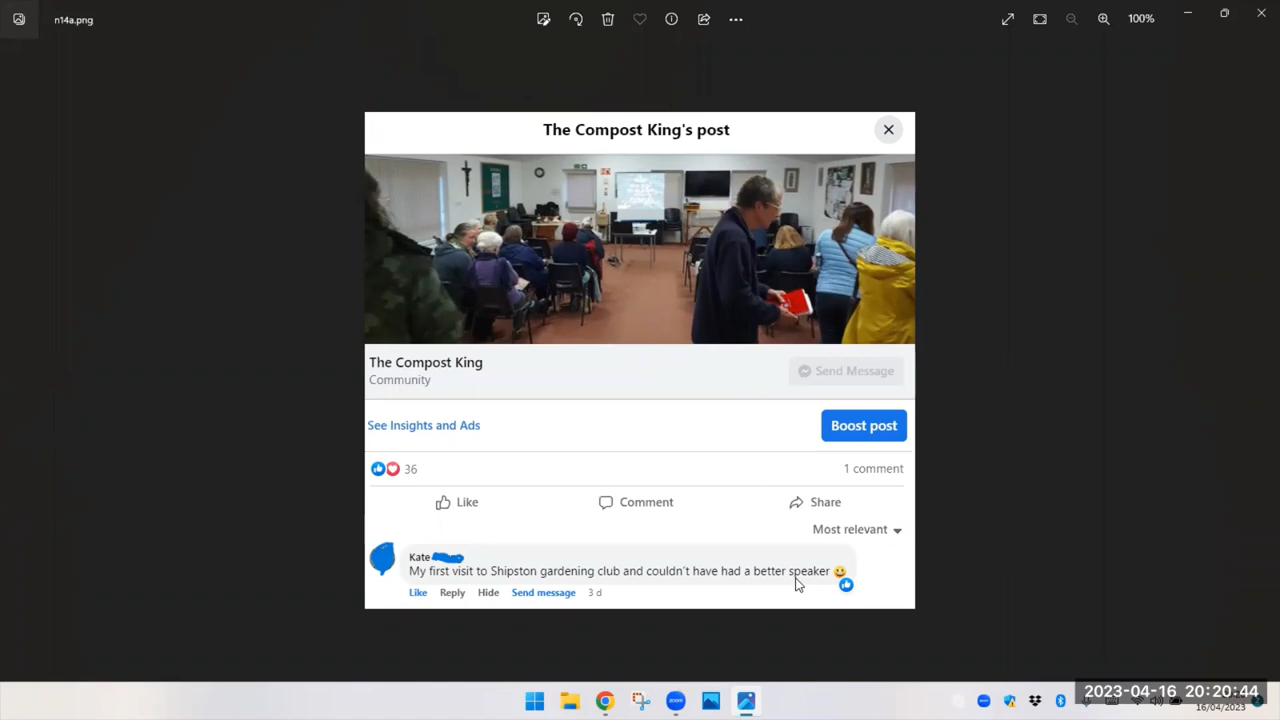 n14a.png
100%
The Compost King's post
The Compost King
Community
Send Message
See Insights and Ads
Boost post
36
1 comment
Like
Comment
Share
Most relevant
Kate
My first visit to Shipston gardening club and couldn't have had a better speaker 😃
Like Reply Hide Send message 3 d
zoom
2023-04-16 20:20:44
16/04/2023